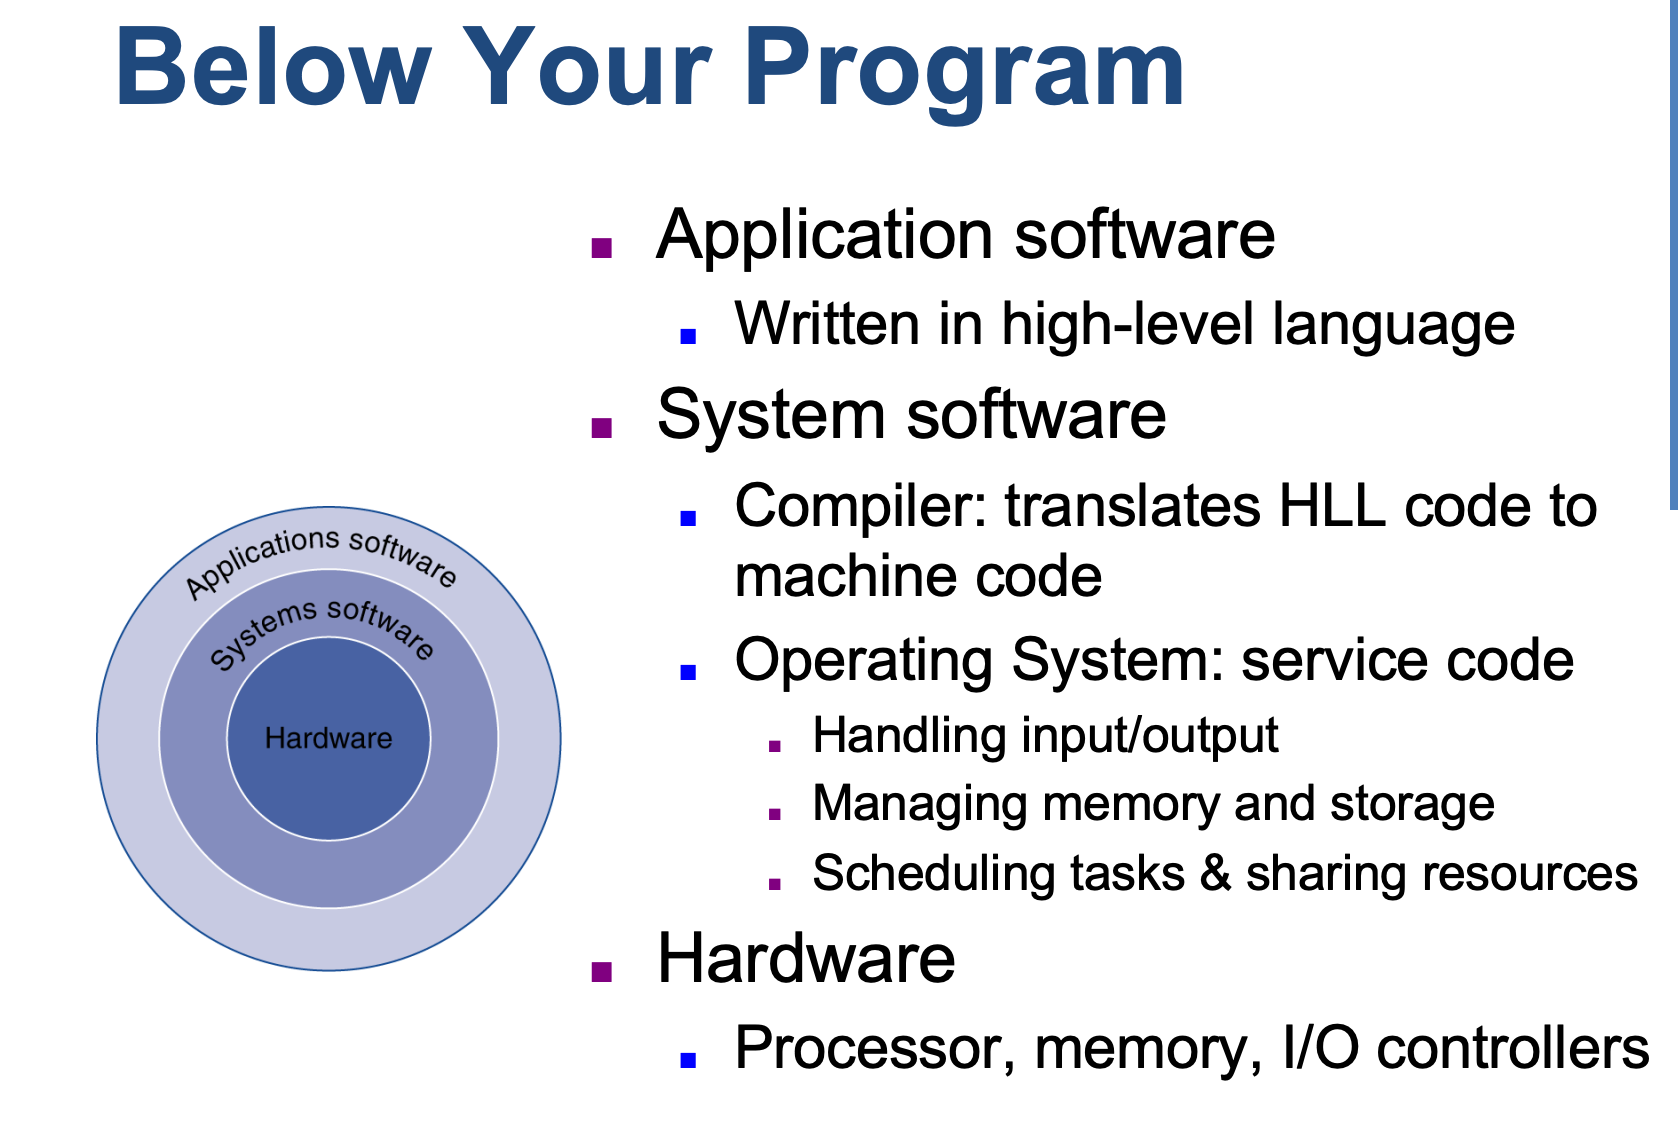 Below Your Program
Application software
Written in high-level language
System software
Compiler: translates HLL code to
machine code
Operating System: service code
Handling input/output
Managing memory and storage
Scheduling tasks & sharing resources
Hardware
Processor, memory, I/O controllers
Applications software
Systems software
Hardware